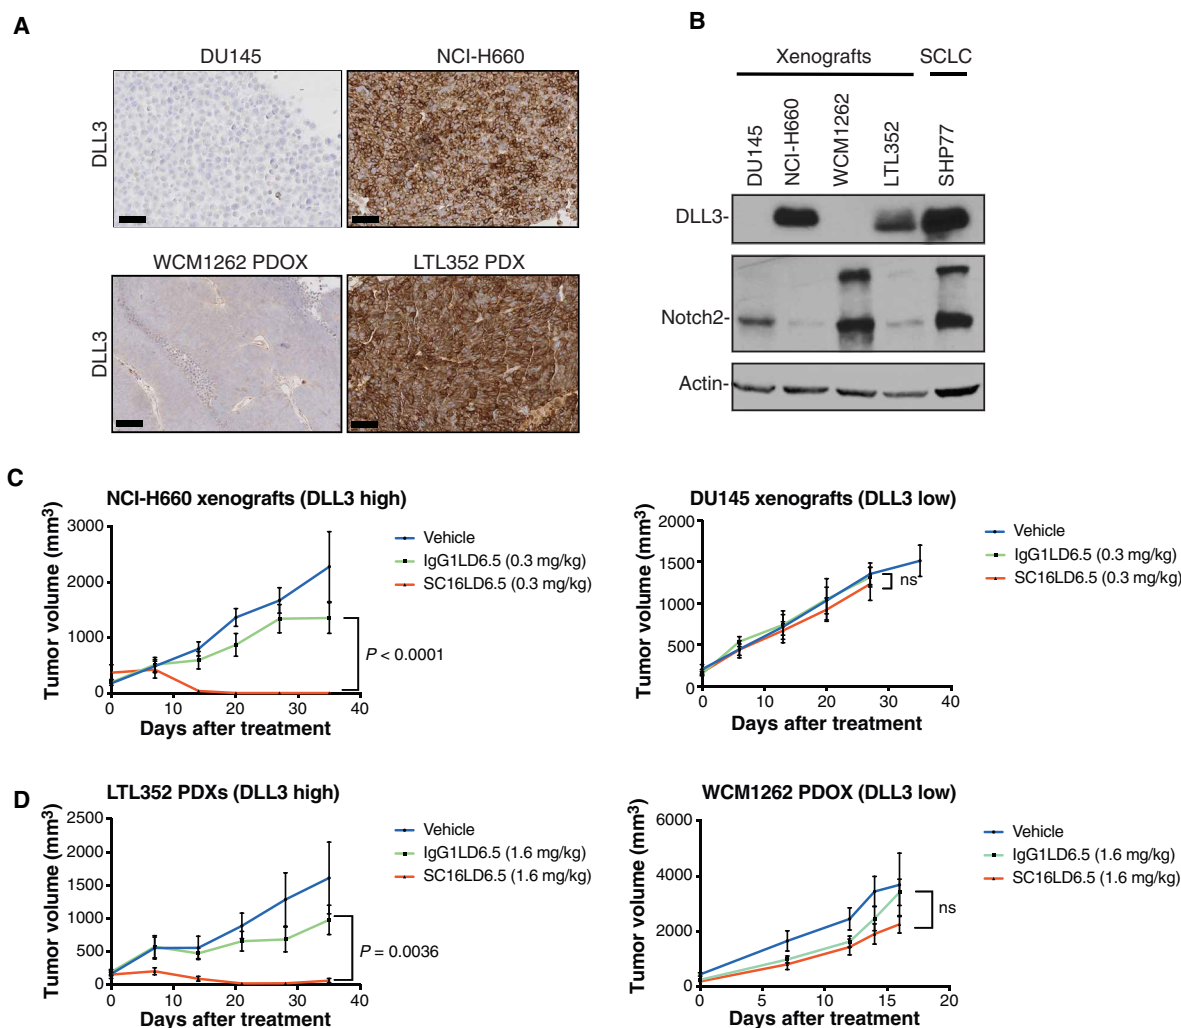 A
DU145
NCI-H660
DLL3
WCM1262 PDOX
LTL352 PDX
DLL3
B
Xenografts
SCLC
DU145
NCI-H660
WCM1262
LTL352
SHP77
DLL3-
Notch2-
Actin-
C
NCI-H660 xenografts (DLL3 high)
Tumor volume (mm³)
3000
2000
1000
0
0
10
20
30
40
Days after treatment
Vehicle
IgG1LD6.5 (0.3 mg/kg)
SC16LD6.5 (0.3 mg/kg)
P < 0.0001
DU145 xenografts (DLL3 low)
Tumor volume (mm³)
2000
1500
1000
500
0
0
10
20
30
40
Days after treatment
Vehicle
IgG1LD6.5 (0.3 mg/kg)
SC16LD6.5 (0.3 mg/kg)
ns
D
LTL352 PDXs (DLL3 high)
Tumor volume (mm³)
2500
2000
1500
1000
500
0
0
10
20
30
40
Days after treatment
Vehicle
IgG1LD6.5 (1.6 mg/kg)
SC16LD6.5 (1.6 mg/kg)
P = 0.0036
WCM1262 PDOX (DLL3 low)
Tumor volume (mm³)
6000
4000
2000
0
0
5
10
15
20
Days after treatment
Vehicle
IgG1LD6.5 (1.6 mg/kg)
SC16LD6.5 (1.6 mg/kg)
ns